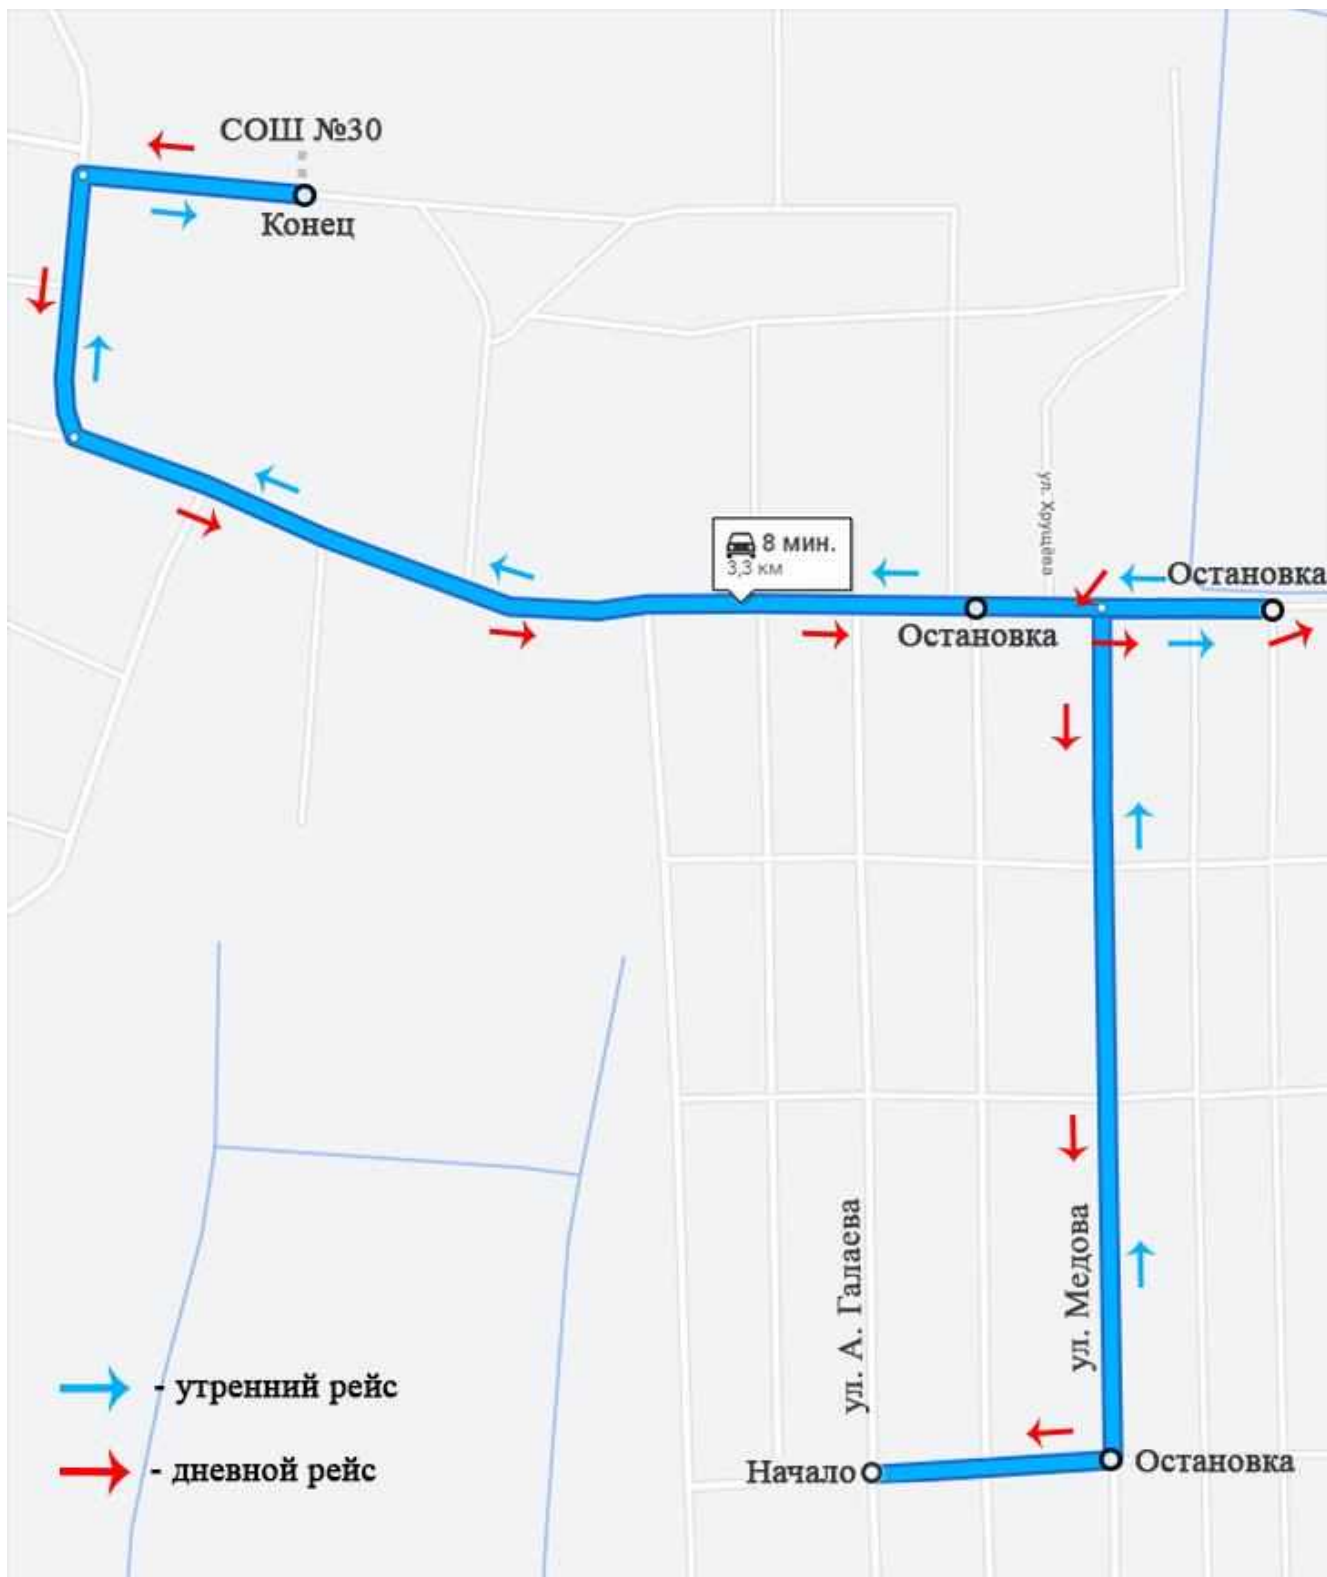 СОШ №30
Конец
ул. Хрущёва
8 мин.
3,3 км
Остановка
Остановка
ул. А. Галаева
ул. Медова
- утренний рейс
- дневной рейс
Начало
Остановка